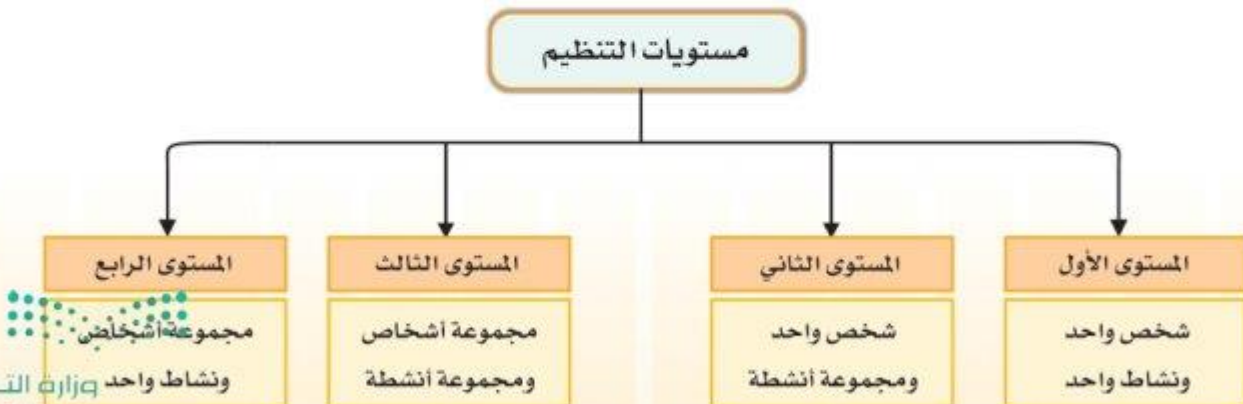 مستويات التنظيم
المستوى الأول
شخص واحد
ونشاط واحد
المستوى الثاني
شخص واحد
ومجموعة أنشطة
المستوى الثالث
مجموعة أشخاص
ومجموعة أنشطة
المستوى الرابع
مجموعة أشخاص
ونشاط واحد
وزارة